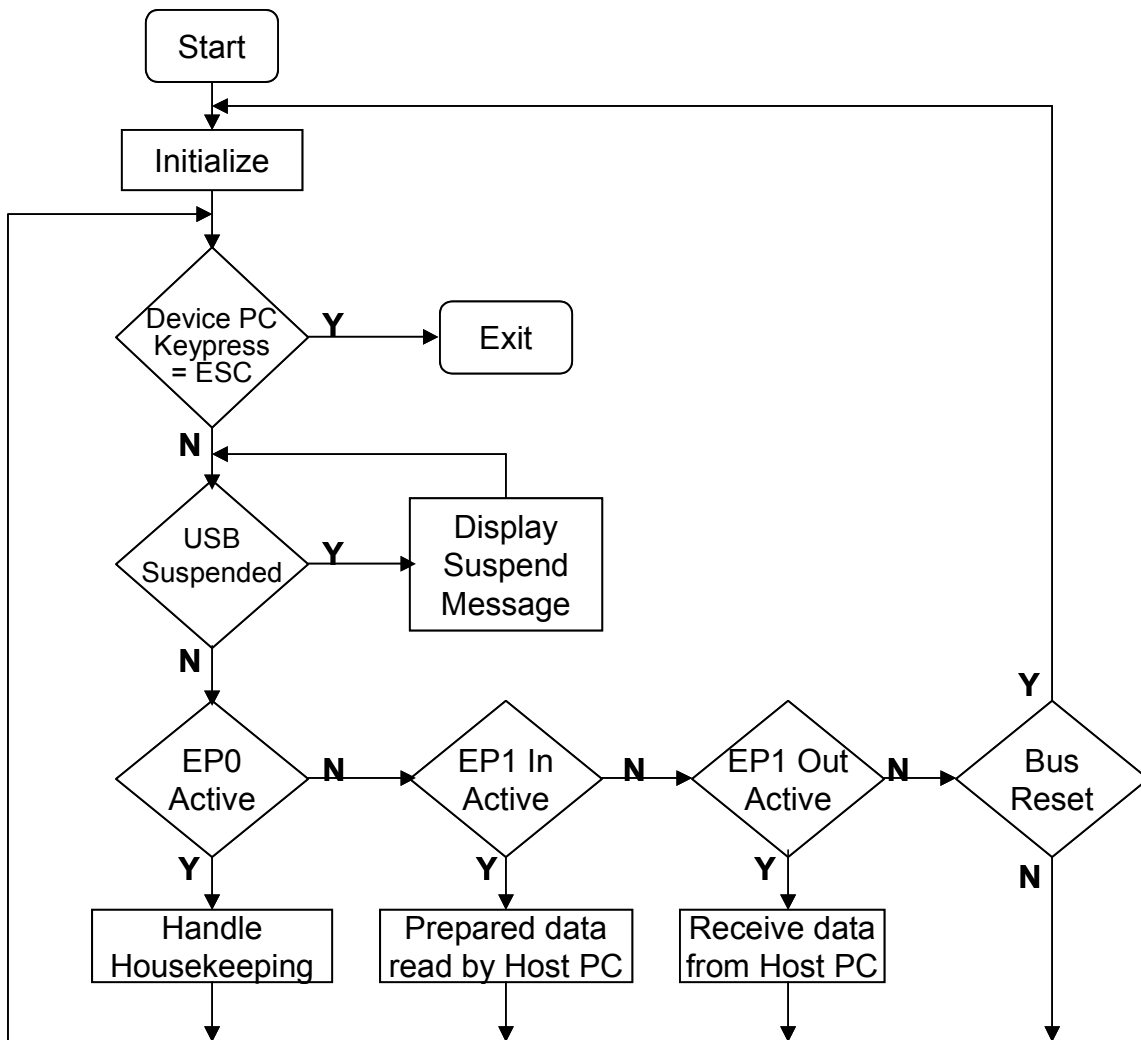 Start
Initialize
Device PC
Keypress
= ESC
Y
Exit
N
USB
Suspended
Y
Display
Suspend
Message
N
EP0
Active
N
EP1 In
Active
N
EP1 Out
Active
N
Y
Bus
Reset
Y
Y
Y
N
Handle
Housekeeping
Prepared data
read by Host PC
Receive data
from Host PC